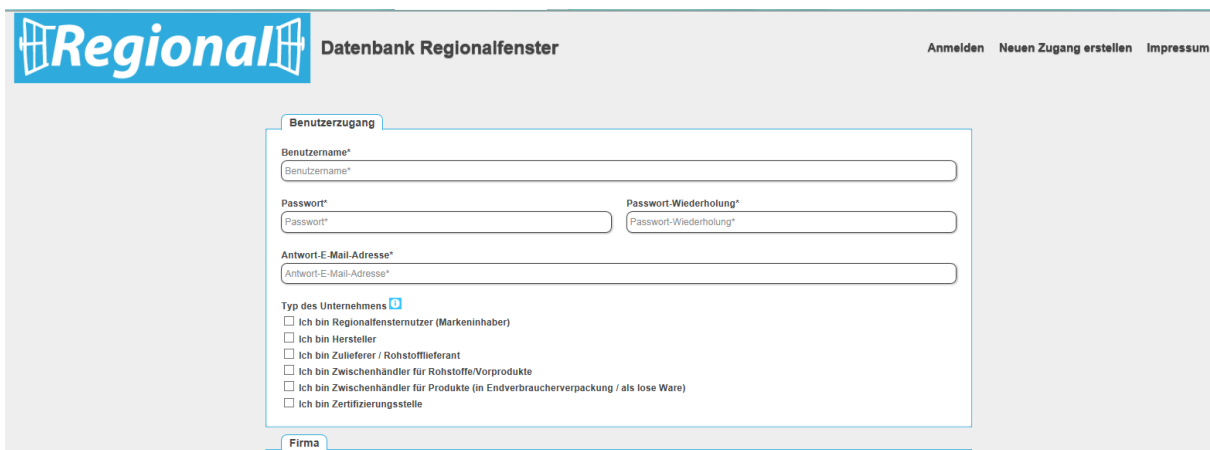 Regional
Datenbank Regionalfenster
Anmelden Neuen Zugang erstellen Impressum
Benutzerzugang
Benutzername*
Benutzername*
Passwort* Passwort-Wiederholung*
Passwort* Passwort-Wiederholung*
Antwort-E-Mail-Adresse*
Antwort-E-Mail-Adresse*
Typ des Unternehmens i
Ich bin Regionalfensternutzer (Markeninhaber)
Ich bin Hersteller
Ich bin Zulieferer / Rohstofflieferant
Ich bin Zwischenhändler für Rohstoffe/Vorprodukte
Ich bin Zwischenhändler für Produkte (in Endverbraucherverpackung / als lose Ware)
Ich bin Zertifizierungsstelle
Firma